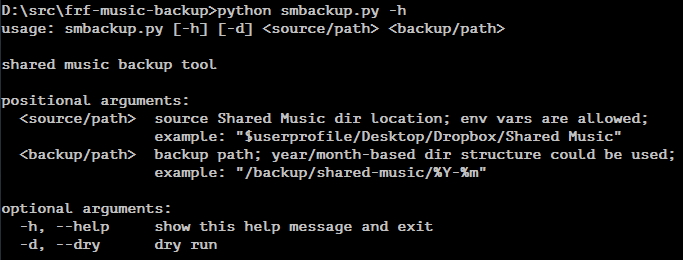 D:\src\frf-music-backup>python smbackup.py -h
usage: smbackup.py [-h] [-d] <source/path> <backup/path>
shared music backup tool
positional arguments:
<source/path> source Shared Music dir location; env vars are allowed;
example: "$userprofile/Desktop/Dropbox/Shared Music"
<backup/path> backup path; year/month-based dir structure could be used;
example: "/backup/shared-music/%Y-%m"
optional arguments:
-h, --help show this help message and exit
-d, --dry dry run